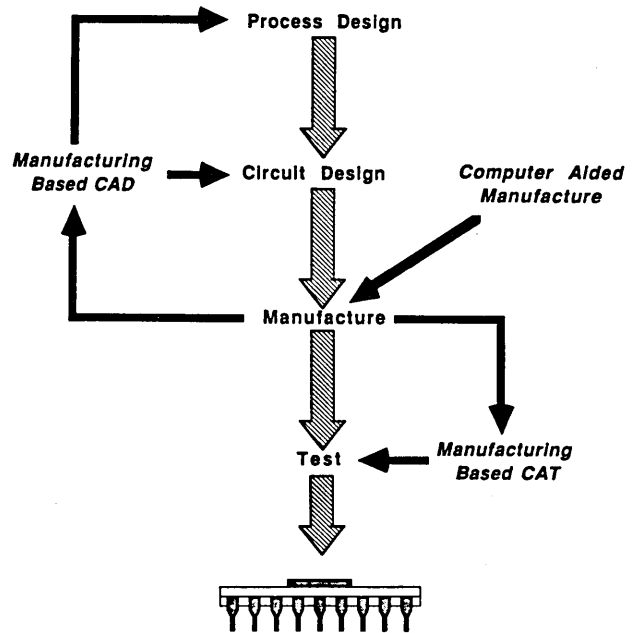 Process Design
Manufacturing
Based CAD
Circuit Design
Computer Aided
Manufacture
Manufacture
Test
Manufacturing
Based CAT